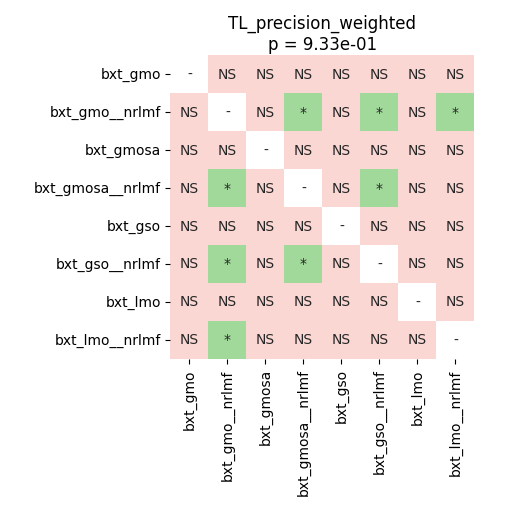 TL_precision_weighted
p = 9.33e-01
bxt_gmo - NS NS NS NS NS NS NS
bxt_gmo__nrlmf NS - NS * NS * NS *
bxt_gmosa NS NS - NS NS NS NS NS
bxt_gmosa__nrlmf NS * NS - NS * NS NS
bxt_gso NS NS NS NS - NS NS NS
bxt_gso__nrlmf NS * NS * NS - NS NS
bxt_lmo NS NS NS NS NS NS - NS
bxt_lmo__nrlmf NS * NS NS NS NS NS -
bxt_gmo
bxt_gmo__nrlmf
bxt_gmosa
bxt_gmosa__nrlmf
bxt_gso
bxt_gso__nrlmf
bxt_lmo
bxt_lmo__nrlmf